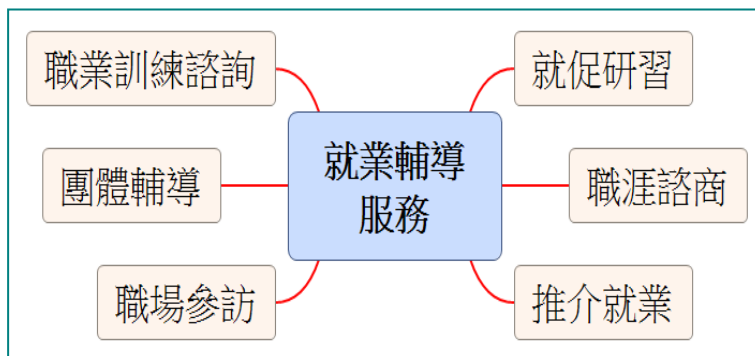 職業訓練諮詢
就促研習
就業輔導
服務
團體輔導
職涯諮商
職場參訪
推介就業